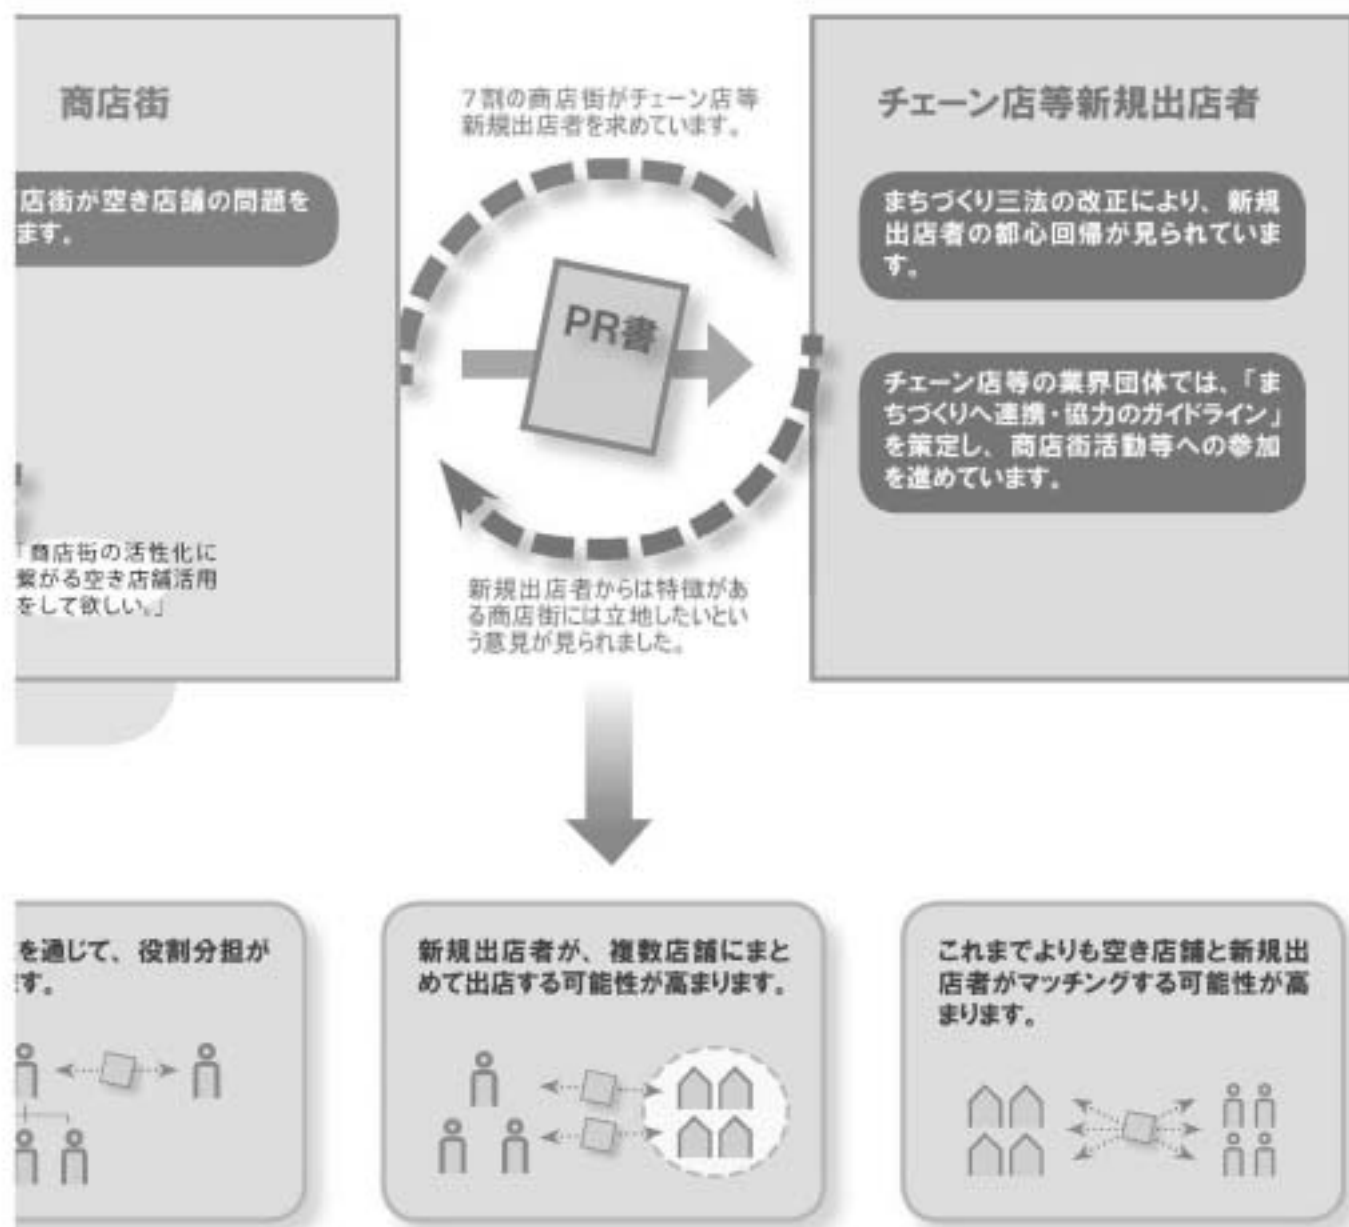 商店街
店街が空き店舗の問題を
ます。
「商店街の活性化に
繋がる空き店舗活用
をして欲しい。」
7割の商店街がチェーン店等
新規出店者を求めています。
PR書
新規出店者からは特徴があ
る商店街には立地したいとい
う意見が見られました。
チェーン店等新規出店者
まちづくり三法の改正により、新規
出店者の都心回帰が見られていま
す。
チェーン店等の業界団体では、「ま
ちづくりへ連携・協力のガイドライン」
を策定し、商店街活動等への参加
を進めています。
を通じて、役割分担が
す。
新規出店者が、複数店舗にまと
めて出店する可能性が高まります。
これまでよりも空き店舗と新規出
店者がマッチングする可能性が高
まります。